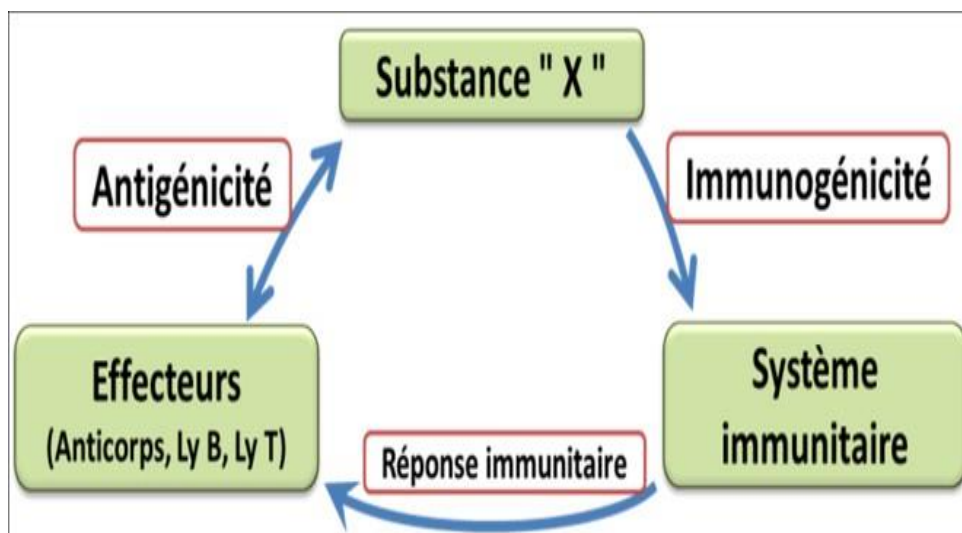 Substance " X "
Antigénicité
Immunogénicité
Effecteurs
(Anticorps, Ly B, Ly T)
Réponse immunitaire
Système
immunitaire